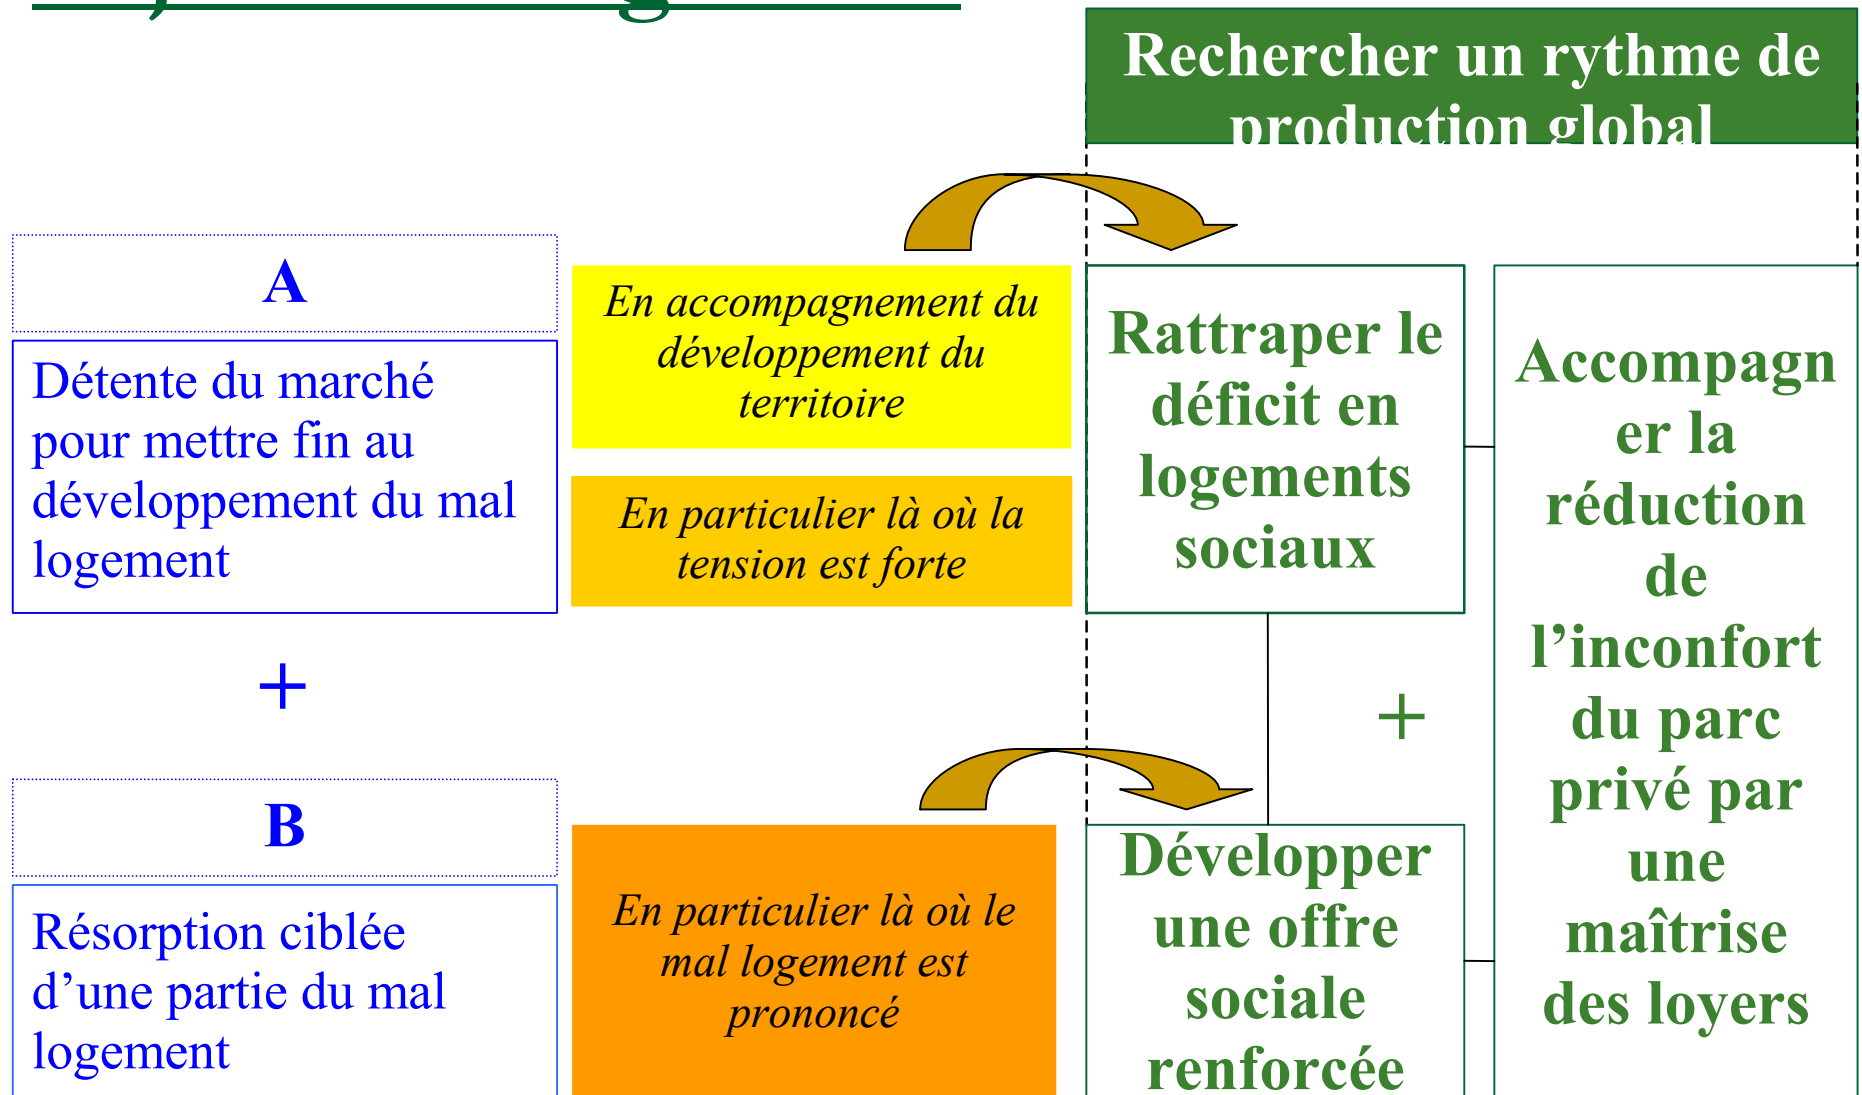 Rechercher un rythme de
production global
A
Détente du marché
pour mettre fin au
développement du mal
logement
En accompagnement du
développement du
territoire
En particulier là où la
tension est forte
Rattraper le
déficit en
logements
sociaux
Accompagn
er la
réduction
de
l’inconfort
du parc
privé par
une
maîtrise
des loyers
+
+
B
Résorption ciblée
d’une partie du mal
logement
En particulier là où le
mal logement est
prononcé
Développer
une offre
sociale
renforcée